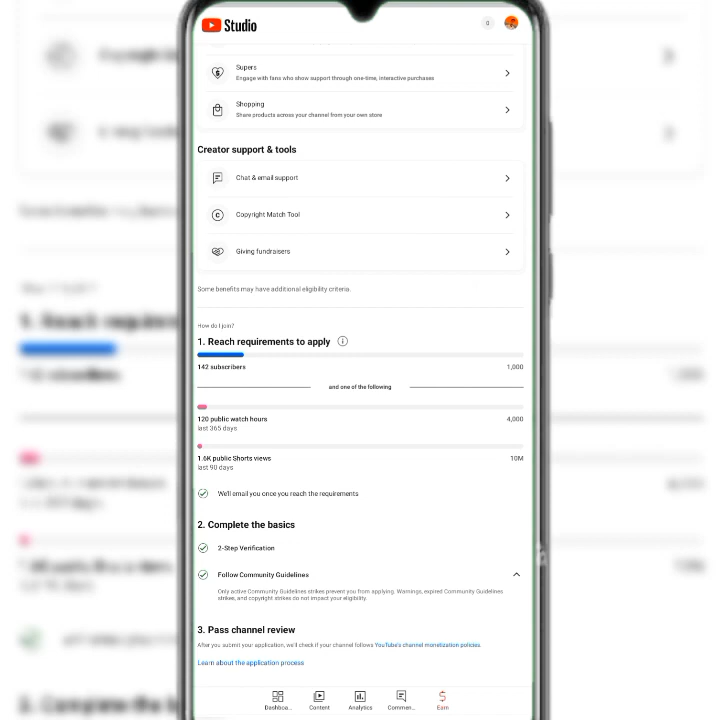 Studio
0
Supers
Engage with fans who show support through one-time, interactive purchases
Shopping
Share products across your channel from your own store
Creator support & tools
Chat & email support
Copyright Match Tool
Giving fundraisers
Some benefits may have additional eligibility criteria.
How do I join?
1. Reach requirements to apply
142 subscribers 1,000
and one of the following
120 public watch hours 4,000
last 365 days
1.6K public Shorts views 10M
last 90 days
We'll email you once you reach the requirements
2. Complete the basics
2-Step Verification
Follow Community Guidelines
Only active Community Guidelines strikes prevent you from applying. Warnings, expired Community Guidelines
strikes, and copyright strikes do not impact your eligibility.
3. Pass channel review
After you submit your application, we'll check if your channel follows YouTube's channel monetization policies.
Learn about the application process
Dashboa... Content Analytics Commen... Earn